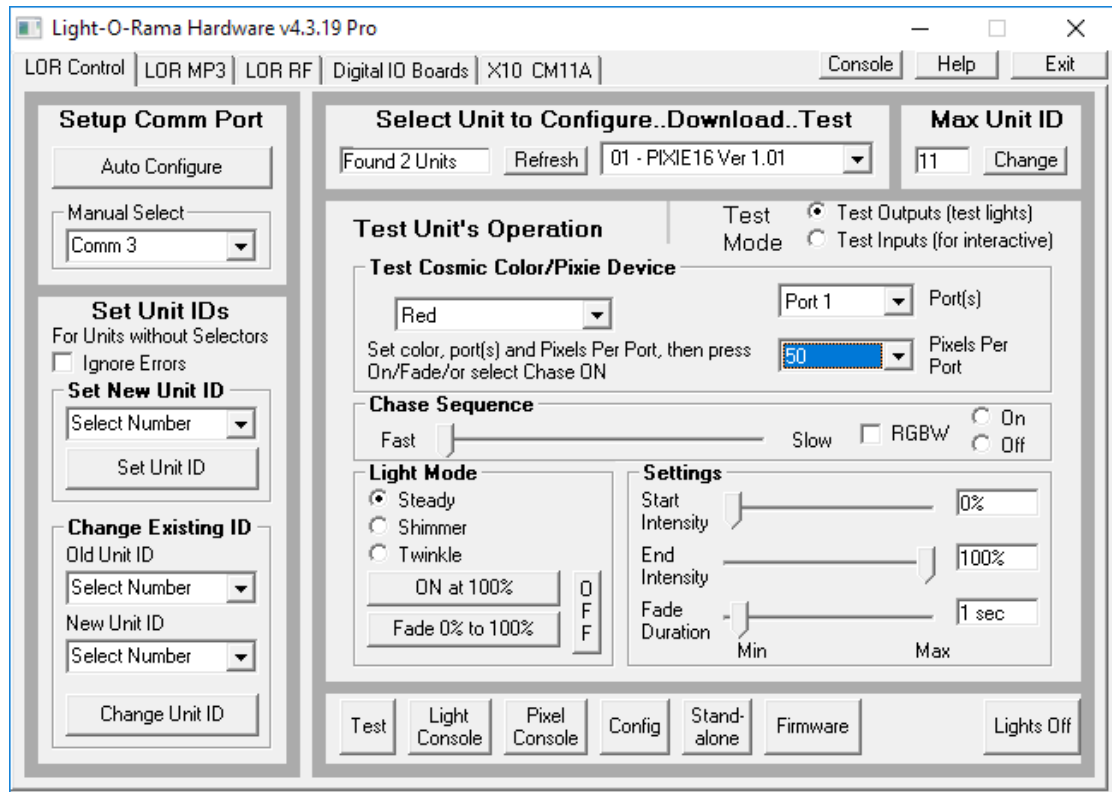 Light-O-Rama Hardware v4.3.19 Pro
LOR Control
LOR MP3
LOR RF
Digital IO Boards
X10 CM11A
Console
Help
Exit
Setup Comm Port
Auto Configure
Manual Select
Comm 3
Set Unit IDs
For Units without Selectors
Ignore Errors
Set New Unit ID
Select Number
Set Unit ID
Change Existing ID
Old Unit ID
Select Number
New Unit ID
Select Number
Change Unit ID
Select Unit to Configure..Download..Test
Found 2 Units
Refresh
01 - PIXIE16 Ver 1.01
Max Unit ID
11
Change
Test Unit's Operation
Test
Mode
Test Outputs (test lights)
Test Inputs (for interactive)
Test Cosmic Color/Pixie Device
Red
Port 1
Port(s)
Set color, port(s) and Pixels Per Port, then press
On/Fade/or select Chase ON
50
Pixels Per
Port
Chase Sequence
Fast
Slow
RGBW
On
Off
Light Mode
Steady
Shimmer
Twinkle
ON at 100%
Fade 0% to 100%
O
F
F
Settings
Start
Intensity
0%
End
Intensity
100%
Fade
Duration
1 sec
Min
Max
Test
Light
Console
Pixel
Console
Config
Stand-
alone
Firmware
Lights Off